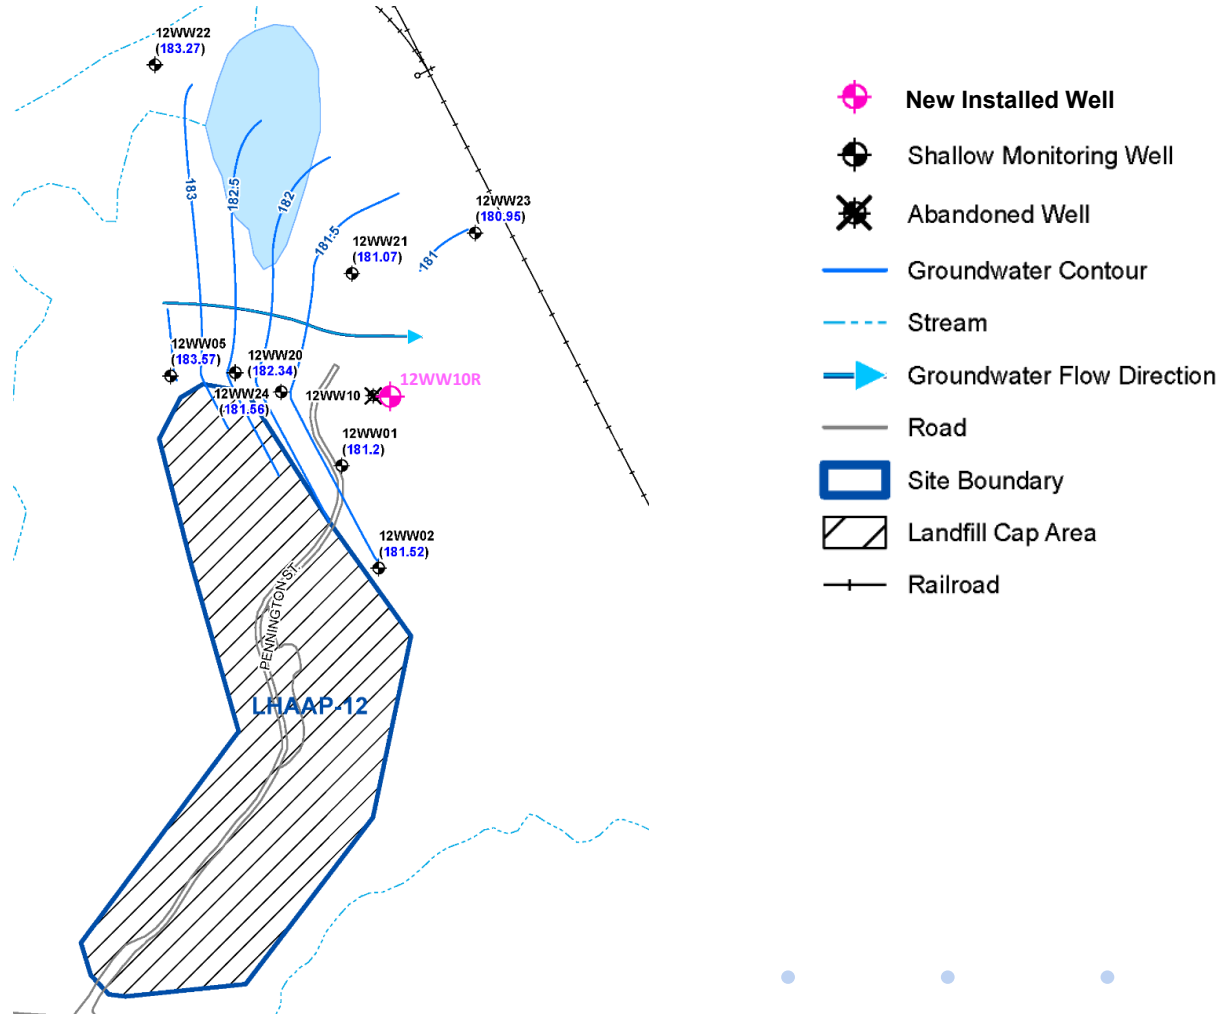 12WW22
(183.27)
New Installed Well
Shallow Monitoring Well
Abandoned Well
Groundwater Contour
Stream
Groundwater Flow Direction
Road
Site Boundary
Landfill Cap Area
Railroad
183
182.5
182
181.5
181
12WW23
(180.95)
12WW21
(181.07)
12WW05
(183.57)
12WW20
(182.34)
12WW24
(181.56)
12WW10
12WW10R
12WW01
(181.2)
12WW02
(181.52)
PENNINGTON ST.
LHAAP-12